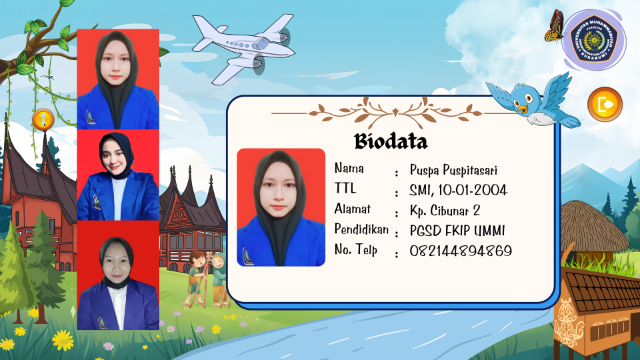 Biodata
Nama : Puspa Puspitasari
TTL : SMI, 10-01-2004
Alamat : Kp. Cibunar 2
Pendidikan : PGSD FKIP UMMI
No. Telp : 082144894869